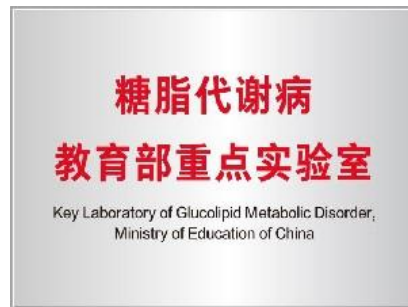 糖脂代谢病
教育部重点实验室
Key Laboratory of Glucolipid Metabolic Disorder,
Ministry of Education of China